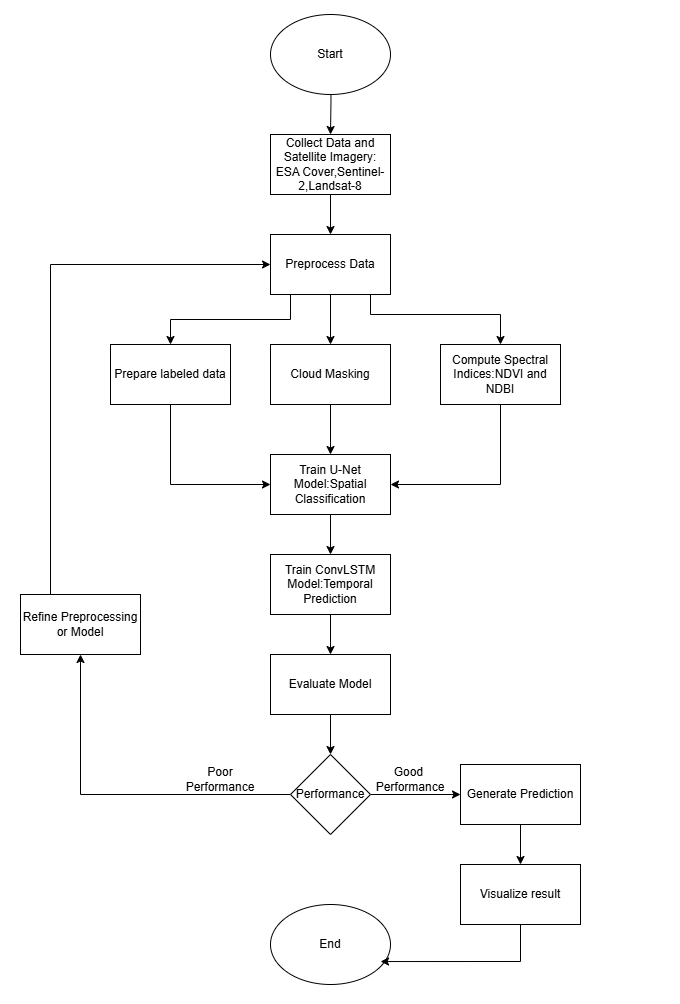 Start
Collect Data and
Satellite Imagery:
ESA Cover,Sentinel-
2,Landsat-8
Preprocess Data
Prepare labeled data
Cloud Masking
Compute Spectral
Indices:NDVI and
NDBI
Train U-Net
Model:Spatial
Classification
Train ConvLSTM
Model:Temporal
Prediction
Refine Preprocessing
or Model
Evaluate Model
Poor
Performance
Performance
Good
Performance
Generate Prediction
Visualize result
End